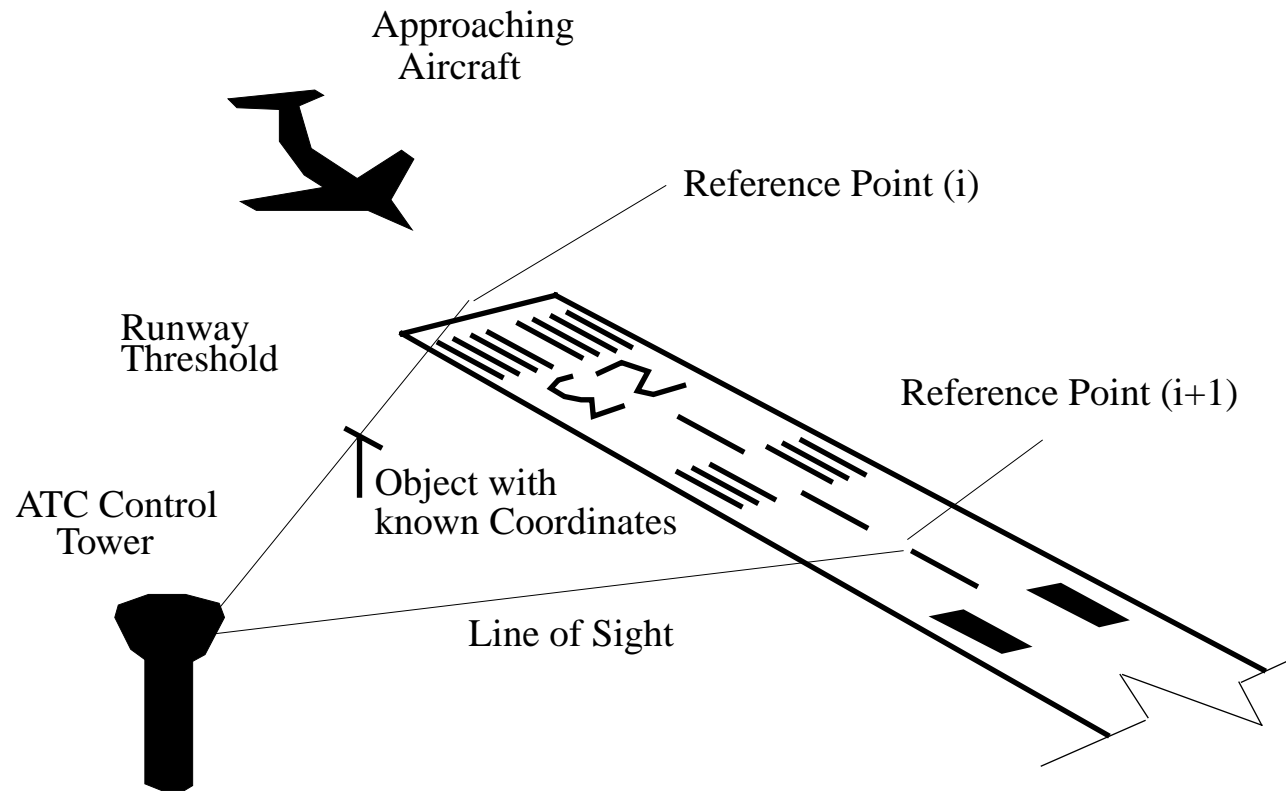 Approaching
Aircraft
Reference Point (i)
Runway
Threshold
Reference Point (i+1)
Object with
known Coordinates
ATC Control
Tower
Line of Sight